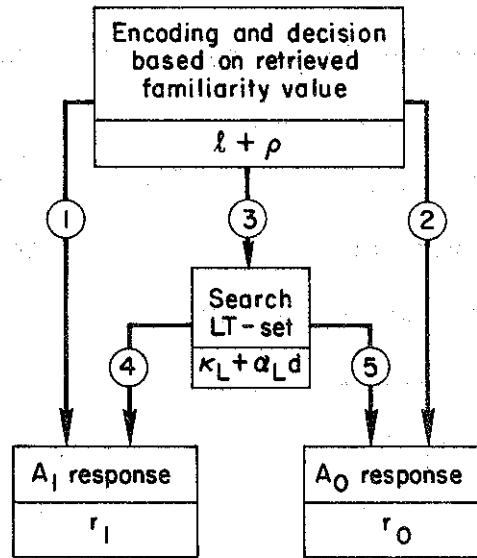 Encoding and decision
based on retrieved
familiarity value
ℓ + ρ
1
3
2
Search
LT-set
κL + αLd
4
5
A1 response
r1
A0 response
r0